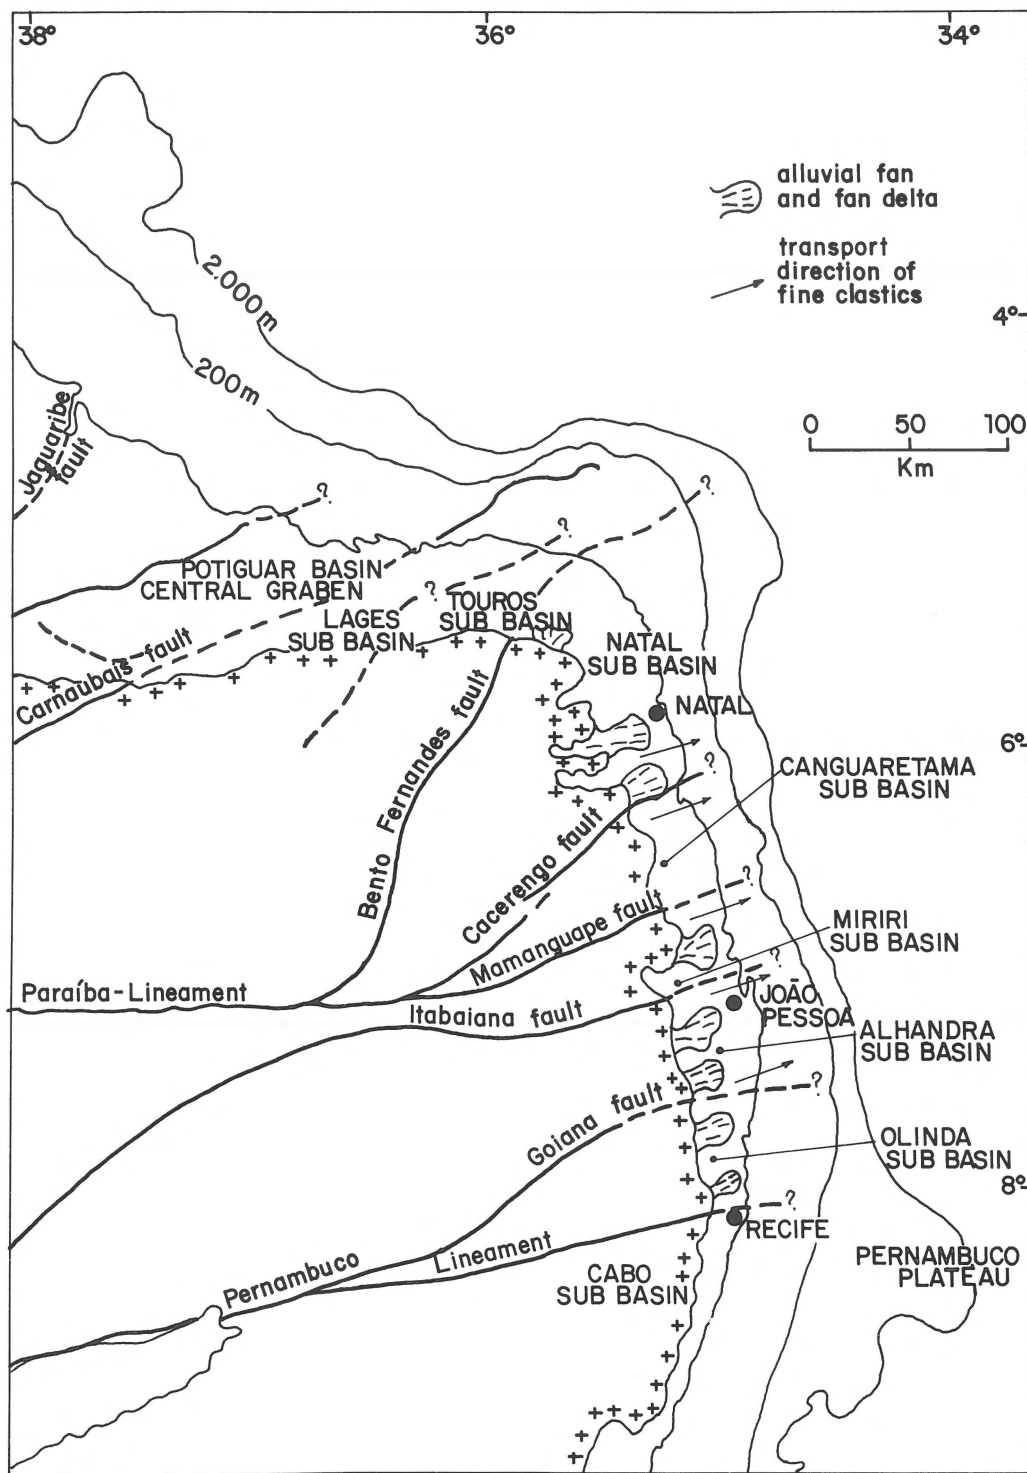 38°
36°
34°
alluvial fan
and fan delta
transport
direction of
fine clastics
2.000m
4°
200m
0 50 100
Km
Jaguaribe
fault
?
?
?
POTIGUAR BASIN
CENTRAL GRABEN
?
TOUROS
SUB BASIN
LAGES
SUB BASIN
NATAL
SUB BASIN
Carnaubais fault
NATAL
6°
?
CANGUARETAMA
SUB BASIN
Bento Fernandes fault
Cacerengo fault
?
Mamanguape fault
MIRIRI
SUB BASIN
?
Paraíba-Lineament
Itabaiana fault
JOÃO
PESSOA
ALHANDRA
SUB BASIN
?
Goiana fault
OLINDA
SUB BASIN
8°
?
RECIFE
Pernambuco Lineament
CABO
SUB BASIN
PERNAMBUCO
PLATEAU